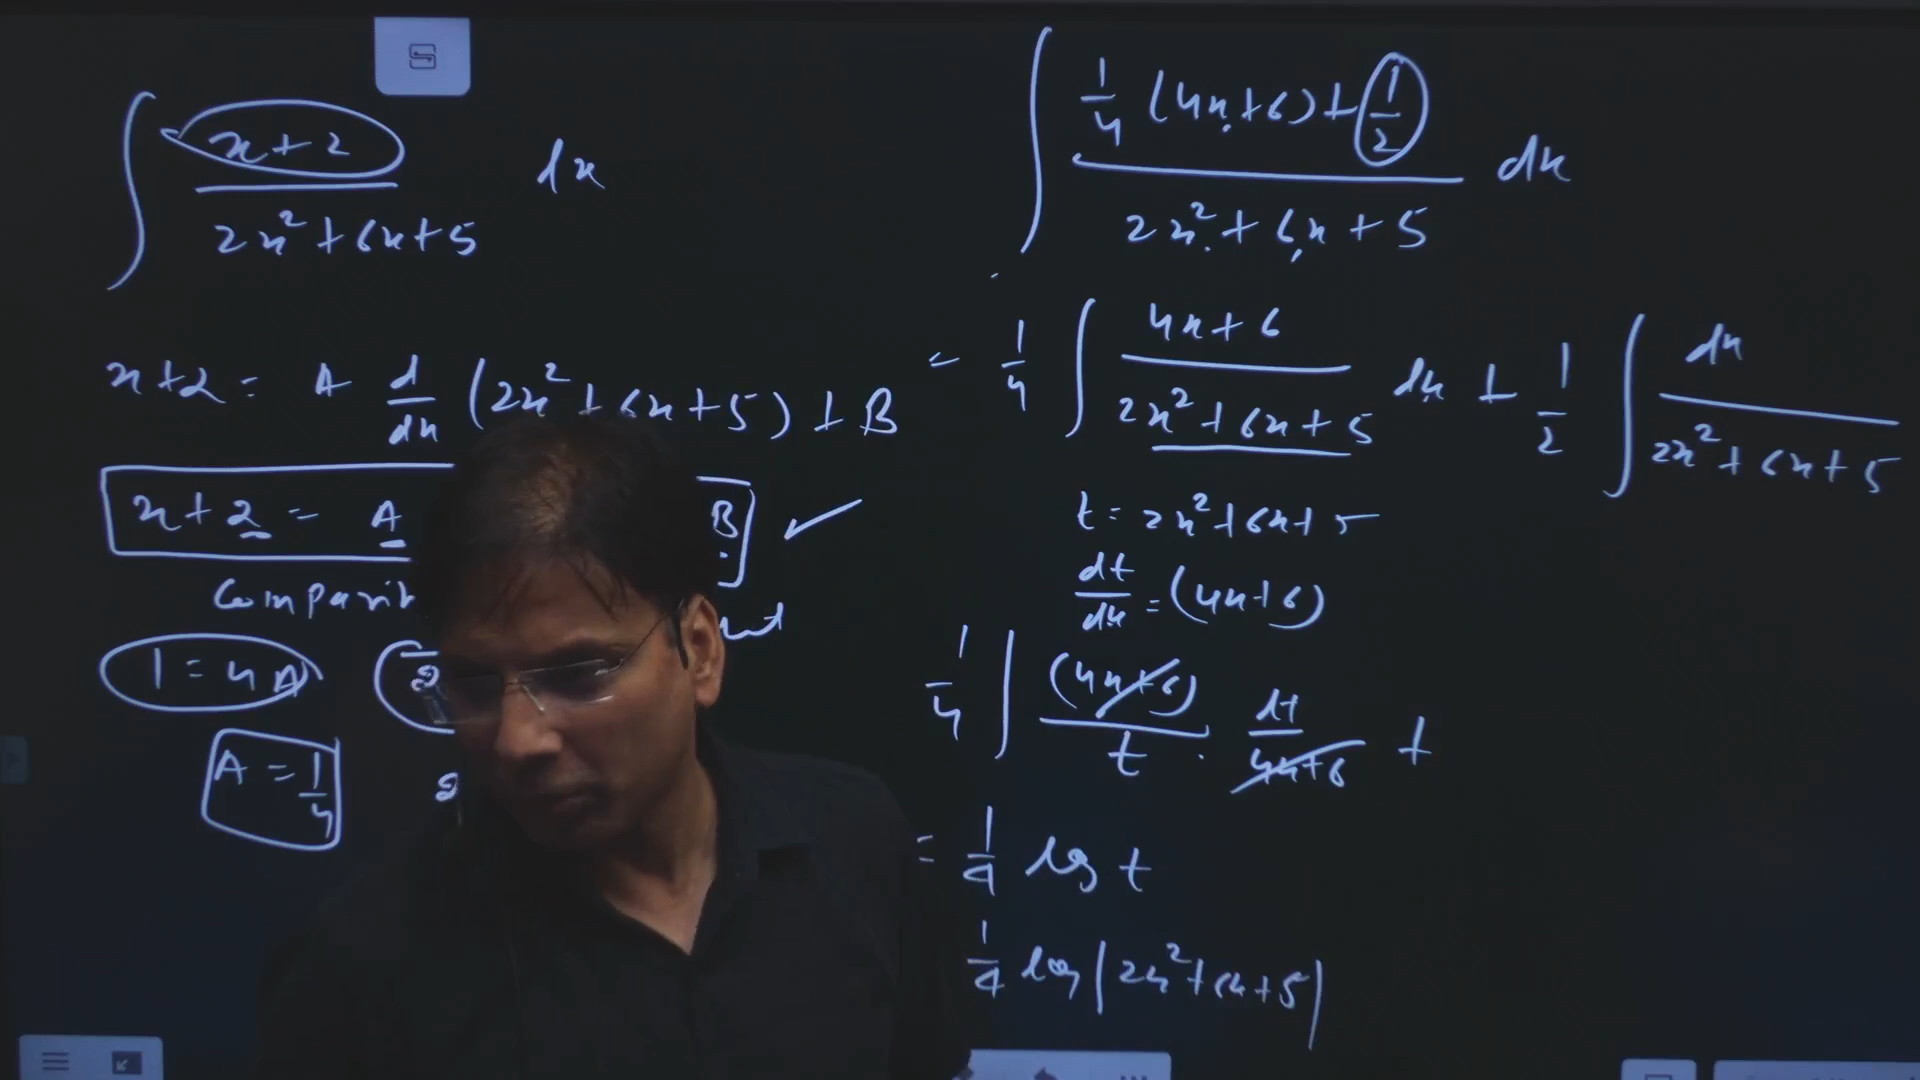 ∫ x+2 / 2x²+6x+5 dx
x+2 = A d/dx (2x²+6x+5) + B
x+2 = A B ✓
1 = 4A
A = 1/4
∫ 1/4 (4x+6) + 1/2 / 2x²+6x+5 dx
= 1/4 ∫ 4x+6 / 2x²+6x+5 dx + 1/2 ∫ dx / 2x²+6x+5
t = 2x²+6x+5
dt/dx = (4x+6)
1/4 ∫ (4x+6) / t · dt / 4x+6 +
= 1/4 log t
1/4 log |2x²+6x+5|